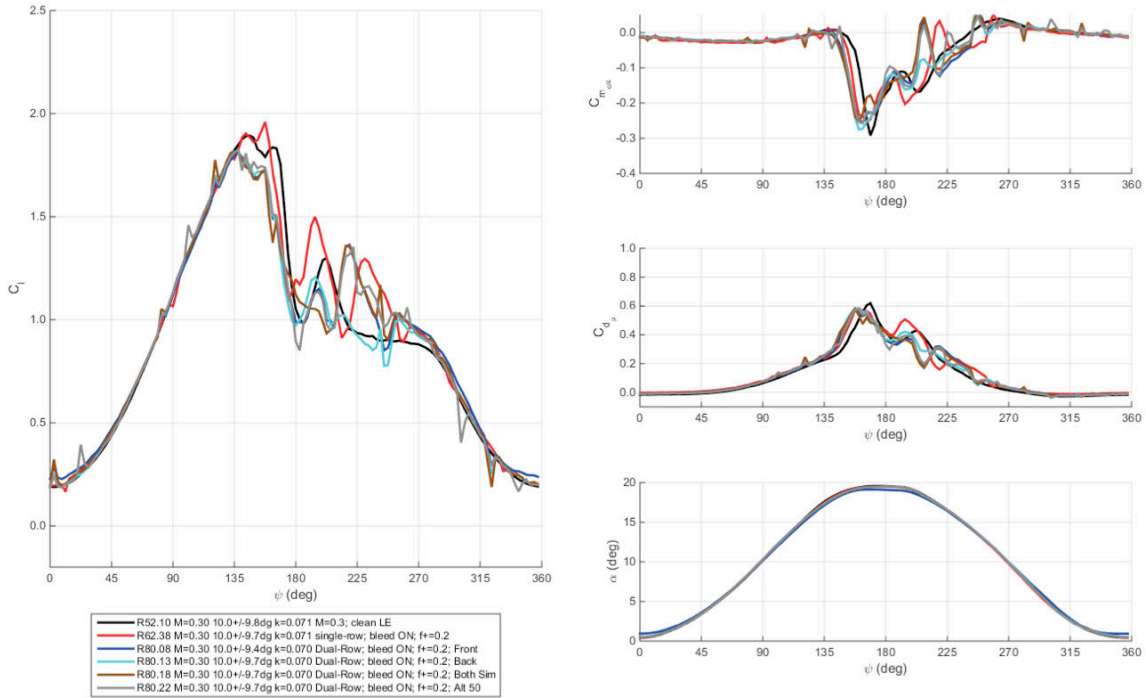 2.5
2.0
1.5
1.0
0.5
0.0
C_l
0 45 90 135 180 225 270 315 360
ψ (deg)
R52.10 M=0.30 10.0+/-9.8dg k=0.071 M=0.3; clean LE
R62.38 M=0.30 10.0+/-9.7dg k=0.071 single-row; bleed ON; f+=0.2
R80.08 M=0.30 10.0+/-9.4dg k=0.070 Dual-Row; bleed ON; f+=0.2; Front
R80.13 M=0.30 10.0+/-9.7dg k=0.070 Dual-Row; bleed ON; f+=0.2; Back
R80.18 M=0.30 10.0+/-9.7dg k=0.070 Dual-Row; bleed ON; f+=0.2; Both Sim
R80.22 M=0.30 10.0+/-9.7dg k=0.070 Dual-Row; bleed ON; f+=0.2; Alt 50
0.0
-0.1
-0.2
-0.3
-0.4
C_m
0 45 90 135 180 225 270 315 360
ψ (deg)
1.0
0.8
0.6
0.4
0.2
0.0
C_d_p
0 45 90 135 180 225 270 315 360
ψ (deg)
20
15
10
5
0
α (deg)
0 45 90 135 180 225 270 315 360
ψ (deg)